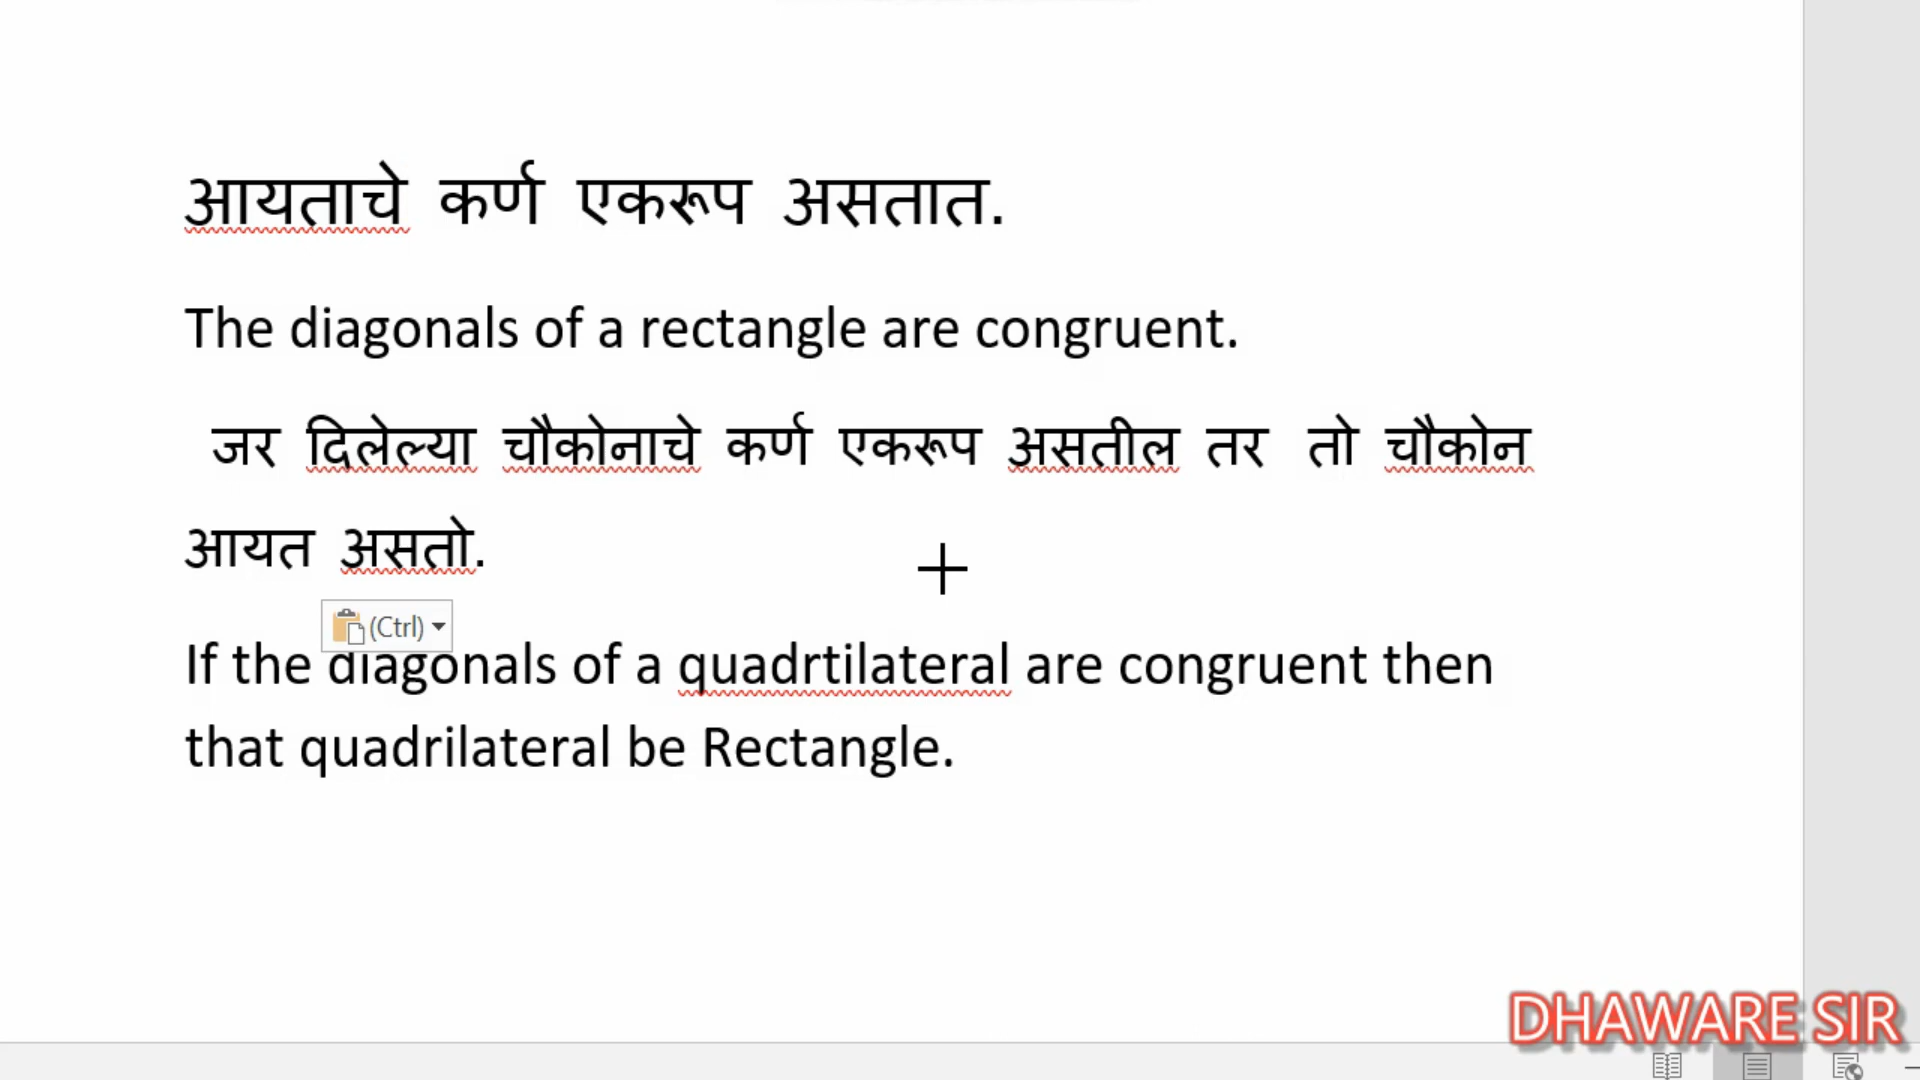 आयताचे कर्ण एकरूप असतात.
The diagonals of a rectangle are congruent.
जर दिलेल्या चौकोनाचे कर्ण एकरूप असतील तर तो चौकोन
आयत असतो.
(Ctrl)
If the diagonals of a quadrtilateral are congruent then
that quadrilateral be Rectangle.
DHAWARE SIR